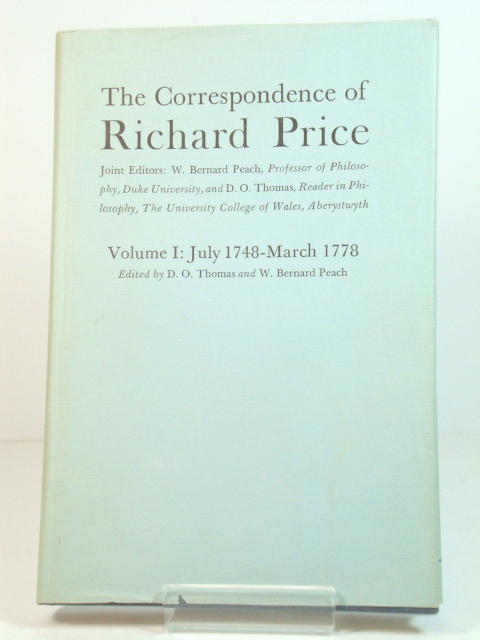 The Correspondence of
Richard Price
Joint Editors: W. Bernard Peach, Professor of Philoso-
phy, Duke University, and D. O. Thomas, Reader in Phi-
losophy, The University College of Wales, Aberystwyth
Volume I: July 1748-March 1778
Edited by D. O. Thomas and W. Bernard Peach